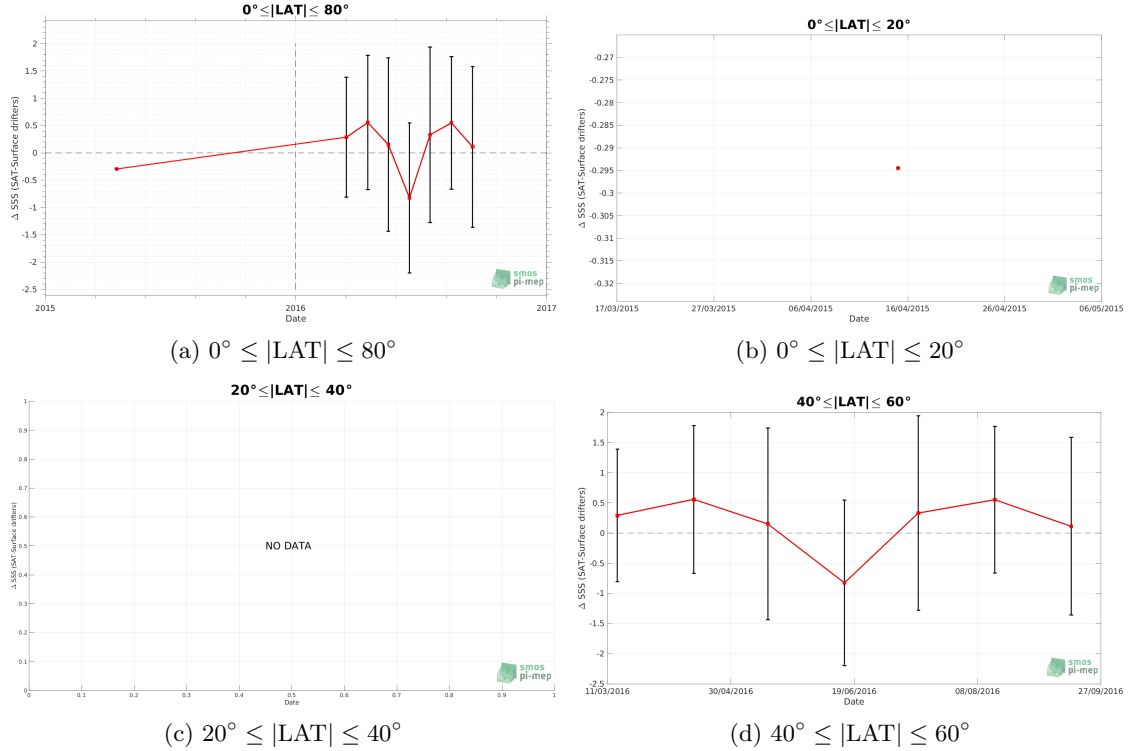 0°≤|LAT|≤ 80°
Δ SSS (SAT-Surface drifters)
2
1.5
1
0.5
0
-0.5
-1
-1.5
-2
-2.5
2015 2016 2017
Date
smos
pi-mep
(a) 0° ≤ |LAT| ≤ 80°
0°≤|LAT|≤ 20°
Δ SSS (SAT-Surface drifters)
-0.27
-0.275
-0.28
-0.285
-0.29
-0.295
-0.3
-0.305
-0.31
-0.315
-0.32
17/03/2015 27/03/2015 06/04/2015 16/04/2015 26/04/2015 06/05/2015
Date
smos
pi-mep
(b) 0° ≤ |LAT| ≤ 20°
20°≤|LAT|≤ 40°
Δ SSS (SAT-Surface drifters)
1
0.9
0.8
0.7
0.6
0.5
0.4
0.3
0.2
0.1
0
NO DATA
0 0.1 0.2 0.3 0.4 0.5 0.6 0.7 0.8 0.9 1
Date
smos
pi-mep
(c) 20° ≤ |LAT| ≤ 40°
40°≤|LAT|≤ 60°
Δ SSS (SAT-Surface drifters)
2
1.5
1
0.5
0
-0.5
-1
-1.5
-2
-2.5
11/03/2016 30/04/2016 19/06/2016 08/08/2016 27/09/2016
Date
smos
pi-mep
(d) 40° ≤ |LAT| ≤ 60°